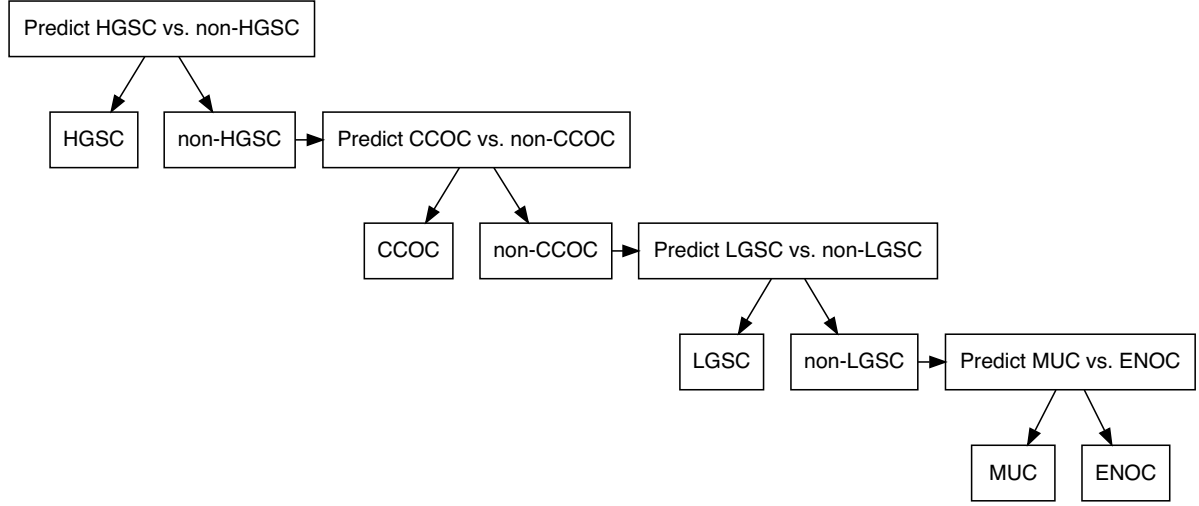 Predict HGSC vs. non-HGSC
HGSC
non-HGSC
Predict CCOC vs. non-CCOC
CCOC
non-CCOC
Predict LGSC vs. non-LGSC
LGSC
non-LGSC
Predict MUC vs. ENOC
MUC
ENOC